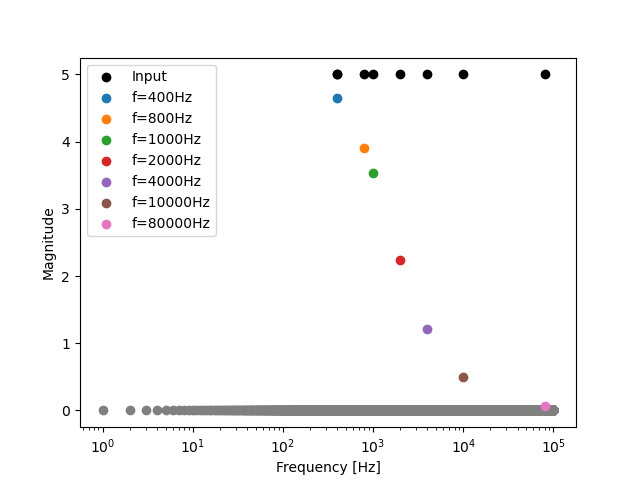 5
4
3
2
1
0
Magnitude
Input
f=400Hz
f=800Hz
f=1000Hz
f=2000Hz
f=4000Hz
f=10000Hz
f=80000Hz
10⁰ 10¹ 10² 10³ 10⁴ 10⁵
Frequency [Hz]